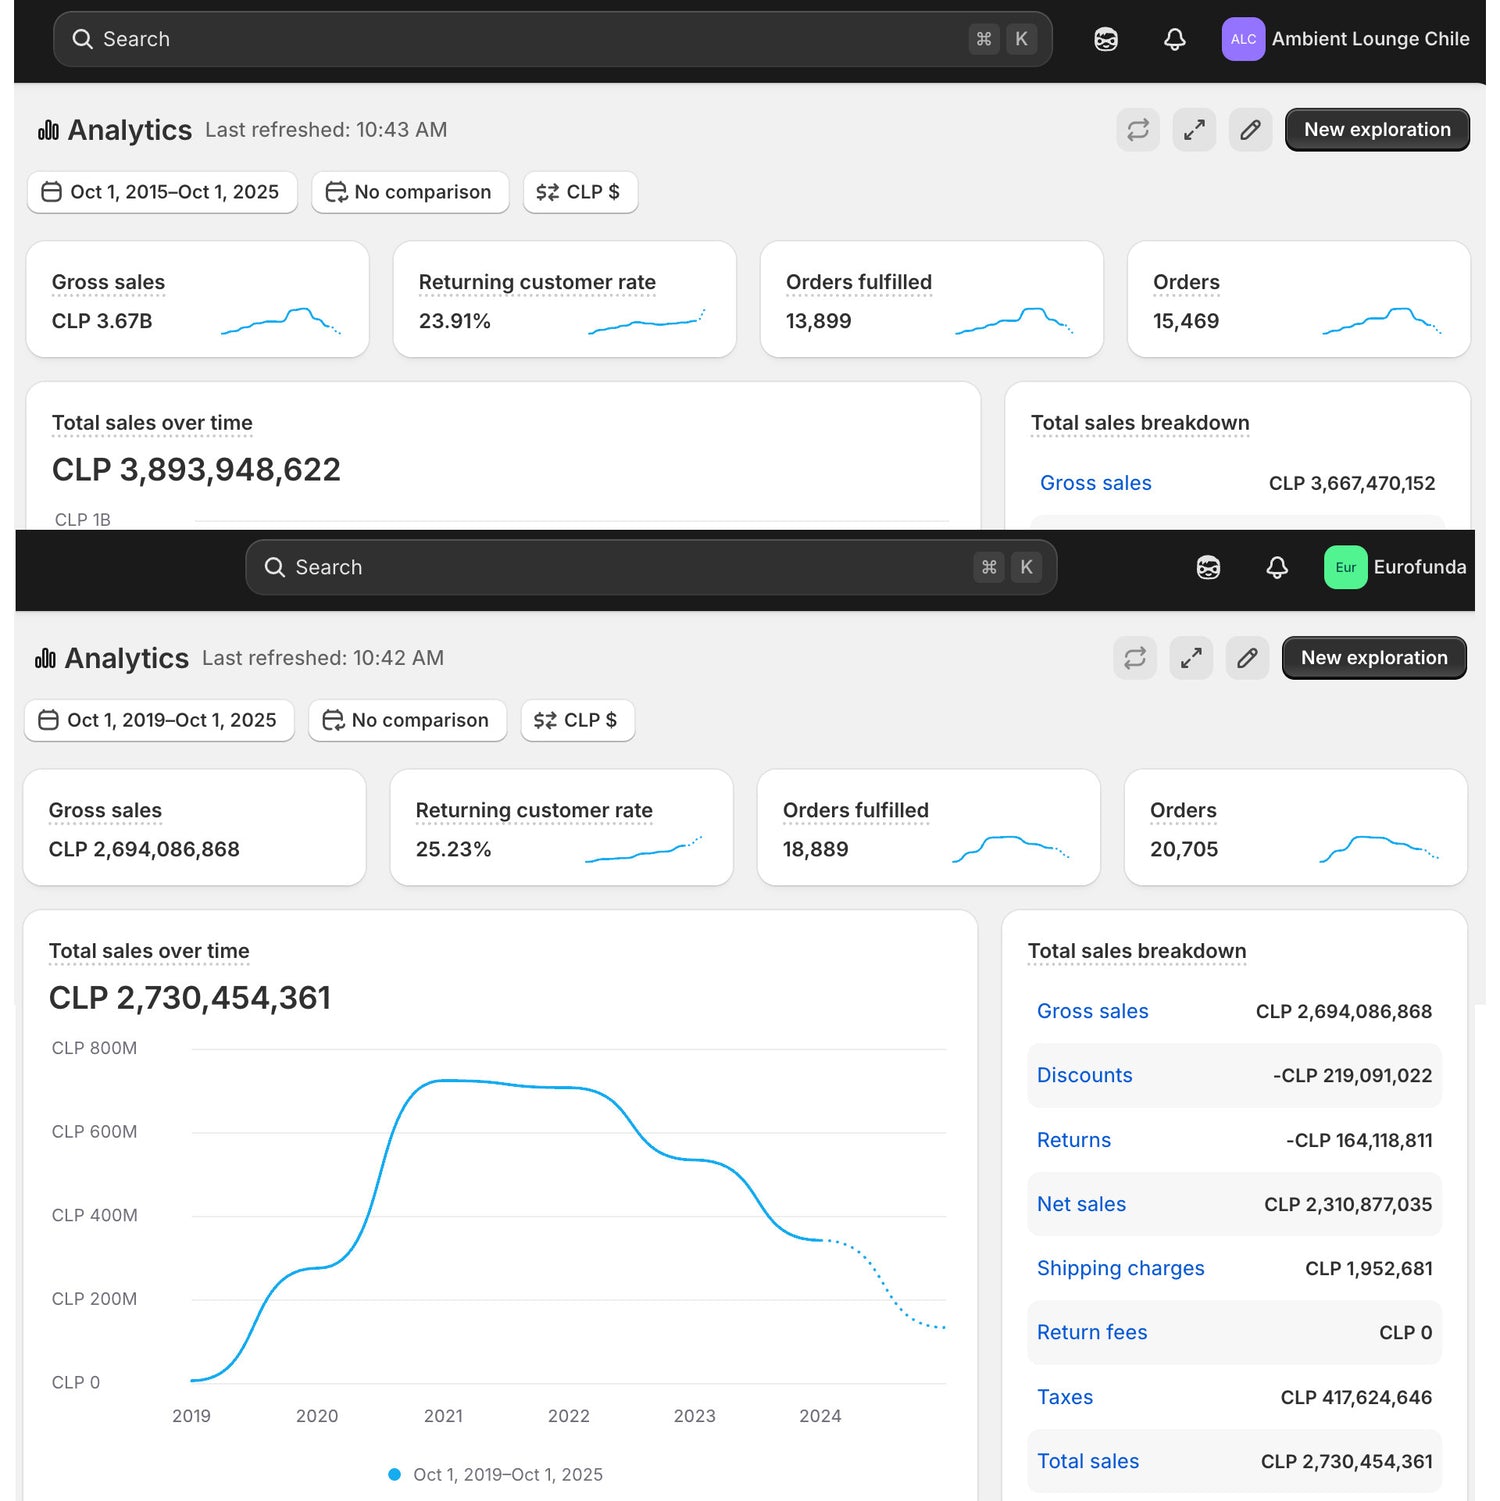 Search ⌘ K ALC Ambient Lounge Chile
Analytics Last refreshed: 10:43 AM New exploration
Oct 1, 2015–Oct 1, 2025 No comparison CLP $
Gross sales
CLP 3.67B
Returning customer rate
23.91%
Orders fulfilled
13,899
Orders
15,469
Total sales over time
CLP 3,893,948,622
CLP 1B
Total sales breakdown
Gross sales CLP 3,667,470,152
Search ⌘ K Eur Eurofunda
Analytics Last refreshed: 10:42 AM New exploration
Oct 1, 2019–Oct 1, 2025 No comparison CLP $
Gross sales
CLP 2,694,086,868
Returning customer rate
25.23%
Orders fulfilled
18,889
Orders
20,705
Total sales over time
CLP 2,730,454,361
CLP 800M
CLP 600M
CLP 400M
CLP 200M
CLP 0
2019 2020 2021 2022 2023 2024
Oct 1, 2019–Oct 1, 2025
Total sales breakdown
Gross sales CLP 2,694,086,868
Discounts -CLP 219,091,022
Returns -CLP 164,118,811
Net sales CLP 2,310,877,035
Shipping charges CLP 1,952,681
Return fees CLP 0
Taxes CLP 417,624,646
Total sales CLP 2,730,454,361